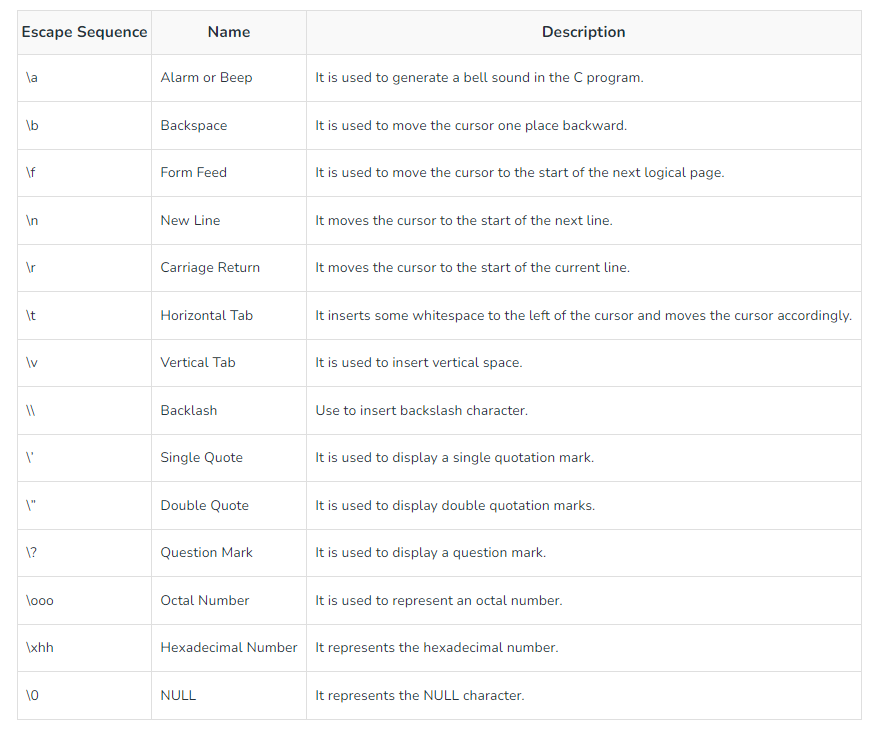 Escape Sequence Name Description
\a Alarm or Beep It is used to generate a bell sound in the C program.
\b Backspace It is used to move the cursor one place backward.
\f Form Feed It is used to move the cursor to the start of the next logical page.
\n New Line It moves the cursor to the start of the next line.
\r Carriage Return It moves the cursor to the start of the current line.
\t Horizontal Tab It inserts some whitespace to the left of the cursor and moves the cursor accordingly.
\v Vertical Tab It is used to insert vertical space.
\\ Backlash Use to insert backslash character.
\' Single Quote It is used to display a single quotation mark.
\" Double Quote It is used to display double quotation marks.
\? Question Mark It is used to display a question mark.
\ooo Octal Number It is used to represent an octal number.
\xhh Hexadecimal Number It represents the hexadecimal number.
\0 NULL It represents the NULL character.